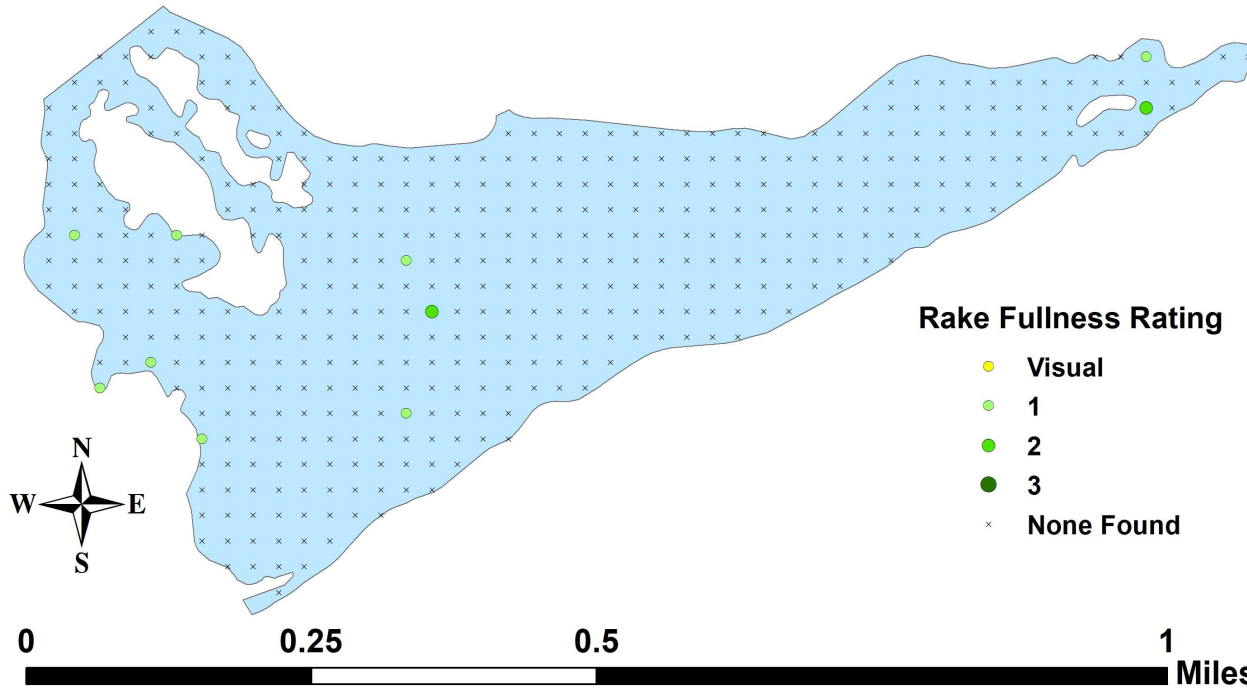 Rake Fullness Rating
Visual
1
2
3
None Found
N
W E
S
0 0.25 0.5 1
Miles